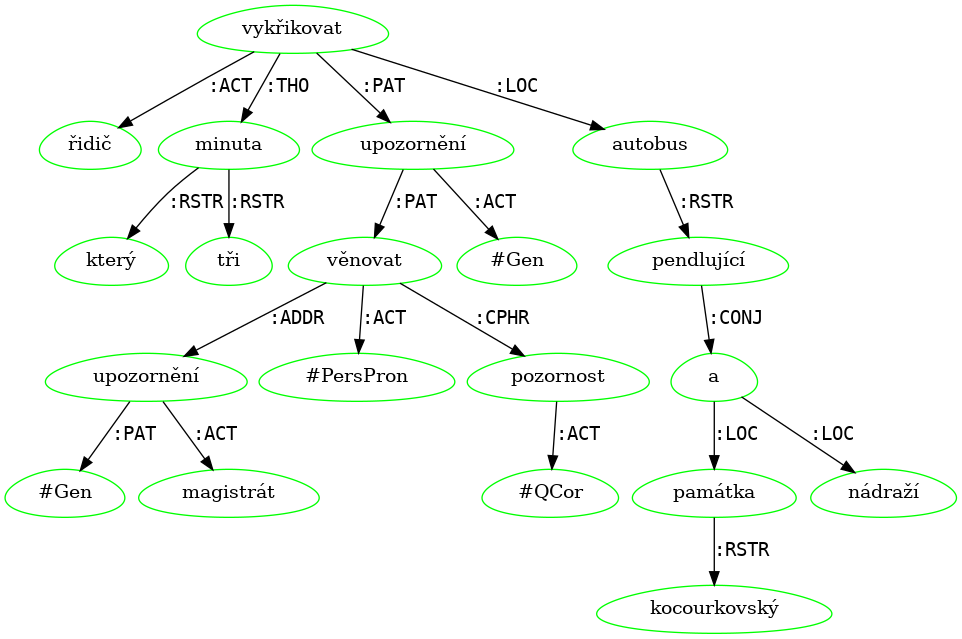 vykřikovat
:ACT :THO :PAT :LOC
řidič minuta upozornění autobus
:RSTR :RSTR :PAT :ACT :RSTR
který tři věnovat #Gen pendlující
:ADDR :ACT :CPHR :CONJ
upozornění #PersPron pozornost a
:PAT :ACT :ACT :LOC :LOC
#Gen magistrát #QCor památka nádraží
:RSTR
kocourkovský